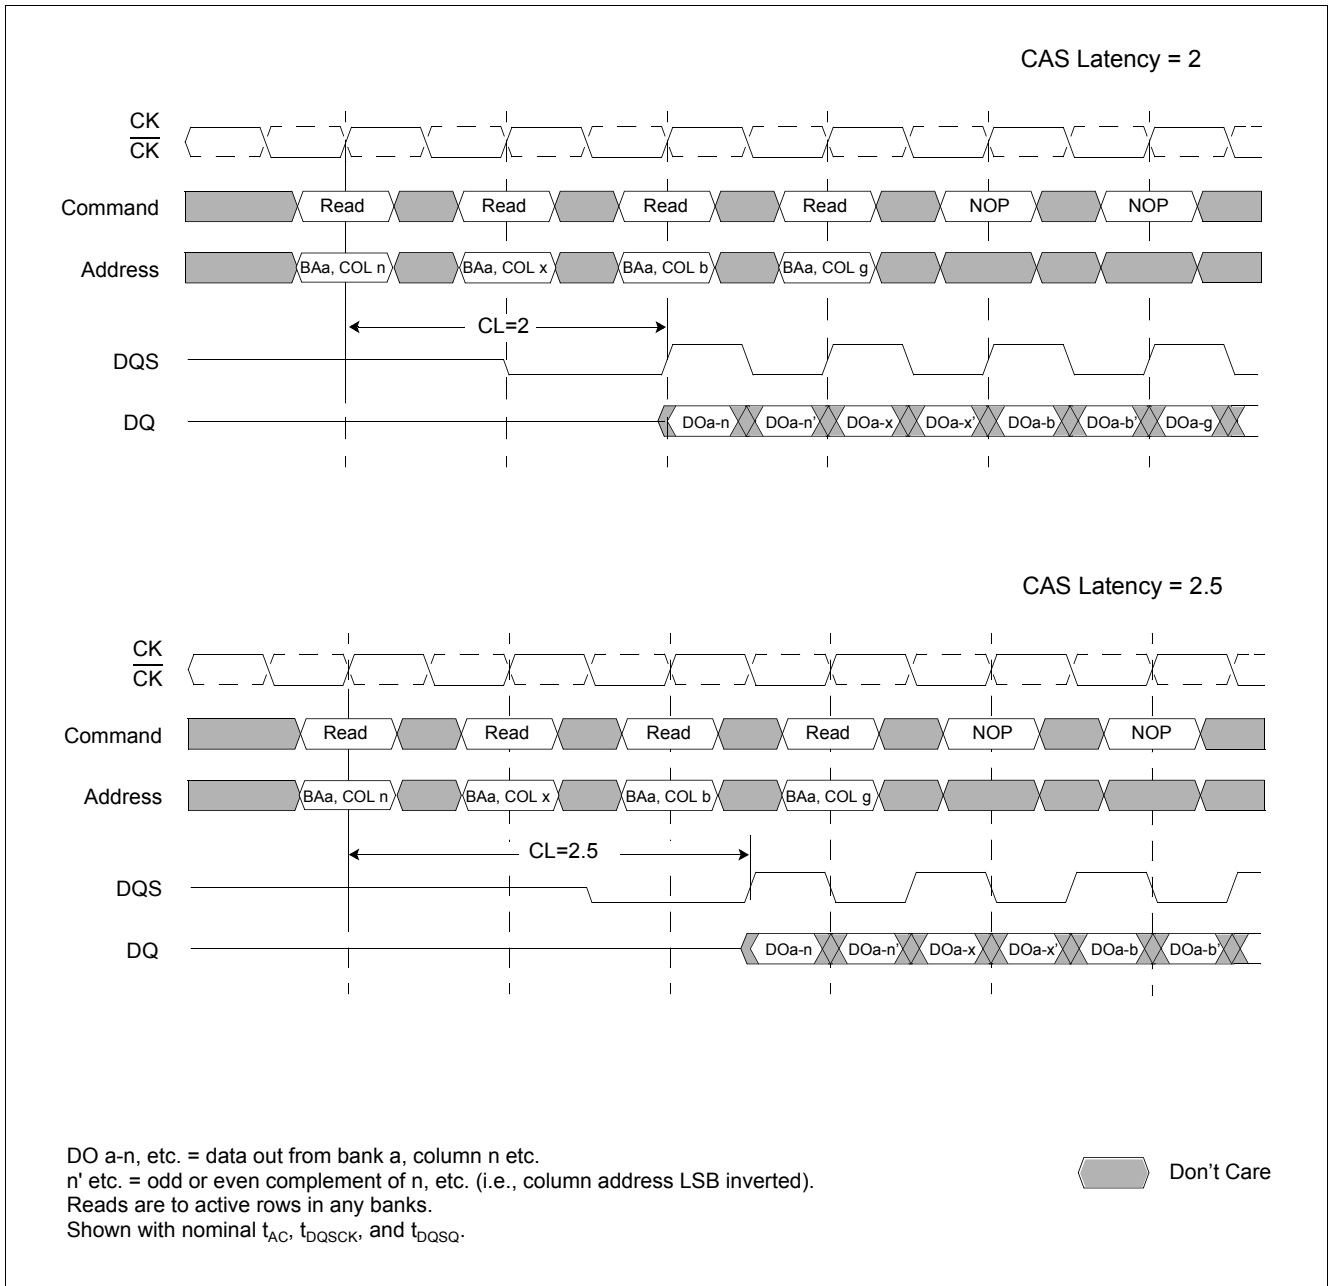 CAS Latency = 2
CK
CK
Command Read Read Read Read NOP NOP
Address BAa, COL n BAa, COL x BAa, COL b BAa, COL g
CL=2
DQS
DQ DOa-n DOa-n' DOa-x DOa-x' DOa-b DOa-b' DOa-g
CAS Latency = 2.5
CK
CK
Command Read Read Read Read NOP NOP
Address BAa, COL n BAa, COL x BAa, COL b BAa, COL g
CL=2.5
DQS
DQ DOa-n DOa-n' DOa-x DOa-x' DOa-b DOa-b'
DO a-n, etc. = data out from bank a, column n etc.
n' etc. = odd or even complement of n, etc. (i.e., column address LSB inverted).
Reads are to active rows in any banks.
Shown with nominal tAC, tDQSCK, and tDQSQ.
Don't Care